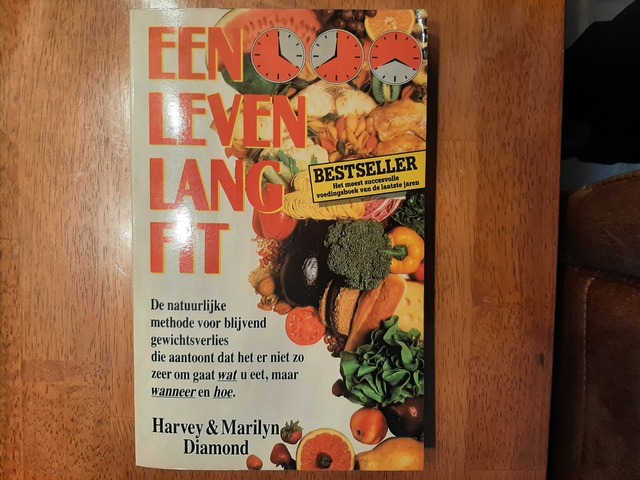 EEN
LEVEN
LANG
FIT
BESTSELLER
Het meest succesvolle
voedingsboek van de laatste jaren
De natuurlijke
methode voor blijvend
gewichtsverlies
die aantoont dat het er niet zo
zeer om gaat wat u eet, maar
wanneer en hoe.
Harvey & Marilyn
Diamond